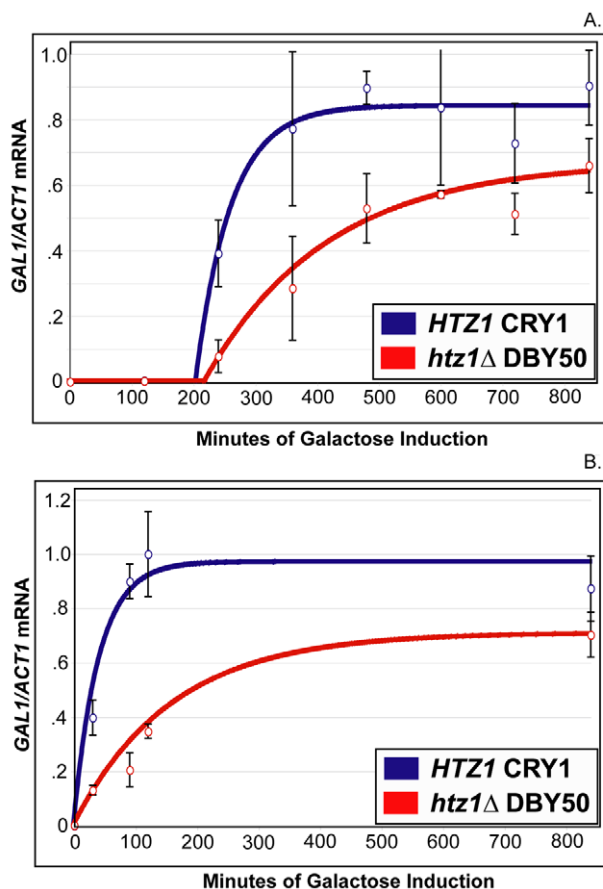 A.
1.0
.8
.6
.4
.2
0
GAL1/ACT1 mRNA
HTZ1 CRY1
htz1Δ DBY50
0 100 200 300 400 500 600 700 800
Minutes of Galactose Induction
B.
1.2
1.0
.8
.6
.4
.2
0
GAL1/ACT1 mRNA
HTZ1 CRY1
htz1Δ DBY50
0 100 200 300 400 500 600 700 800
Minutes of Galactose Induction